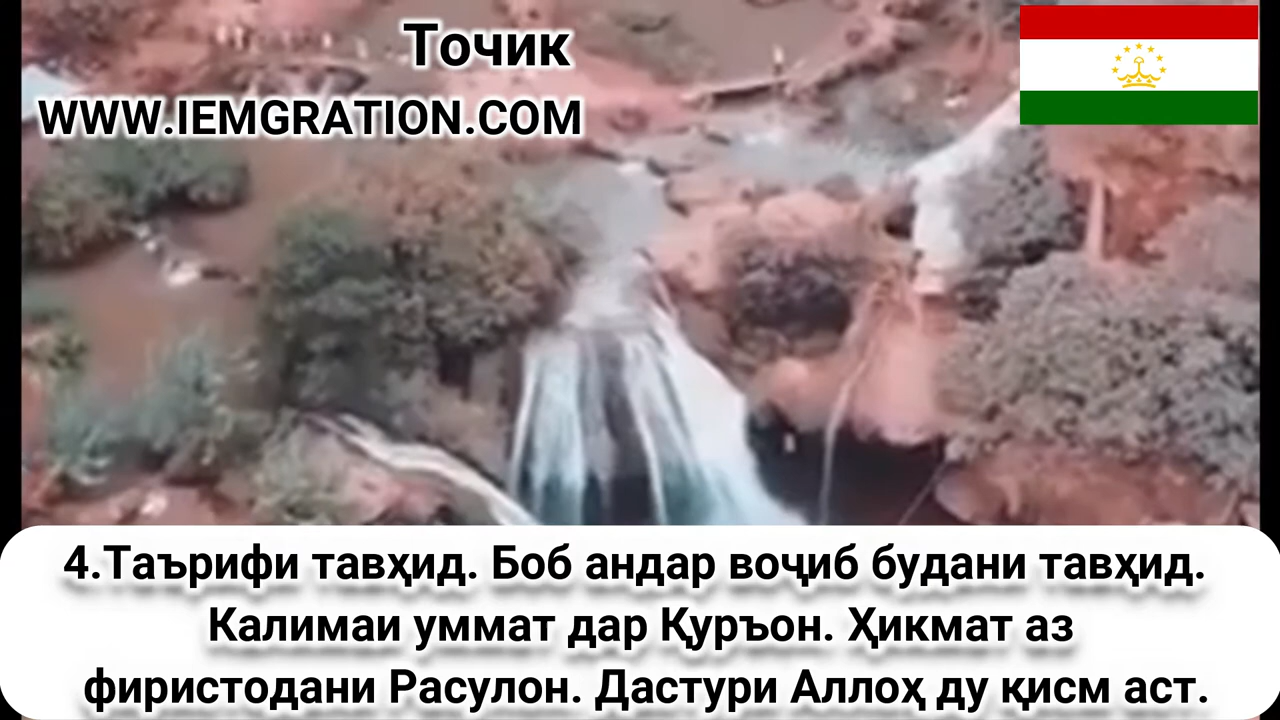 Точик
WWW.IEMGRATION.COM
4.Таърифи тавҳид. Боб андар воҷиб будани тавҳид.
Калимаи уммат дар Қуръон. Ҳикмат аз
фиристодани Расулон. Дастури Аллоҳ ду қисм аст.